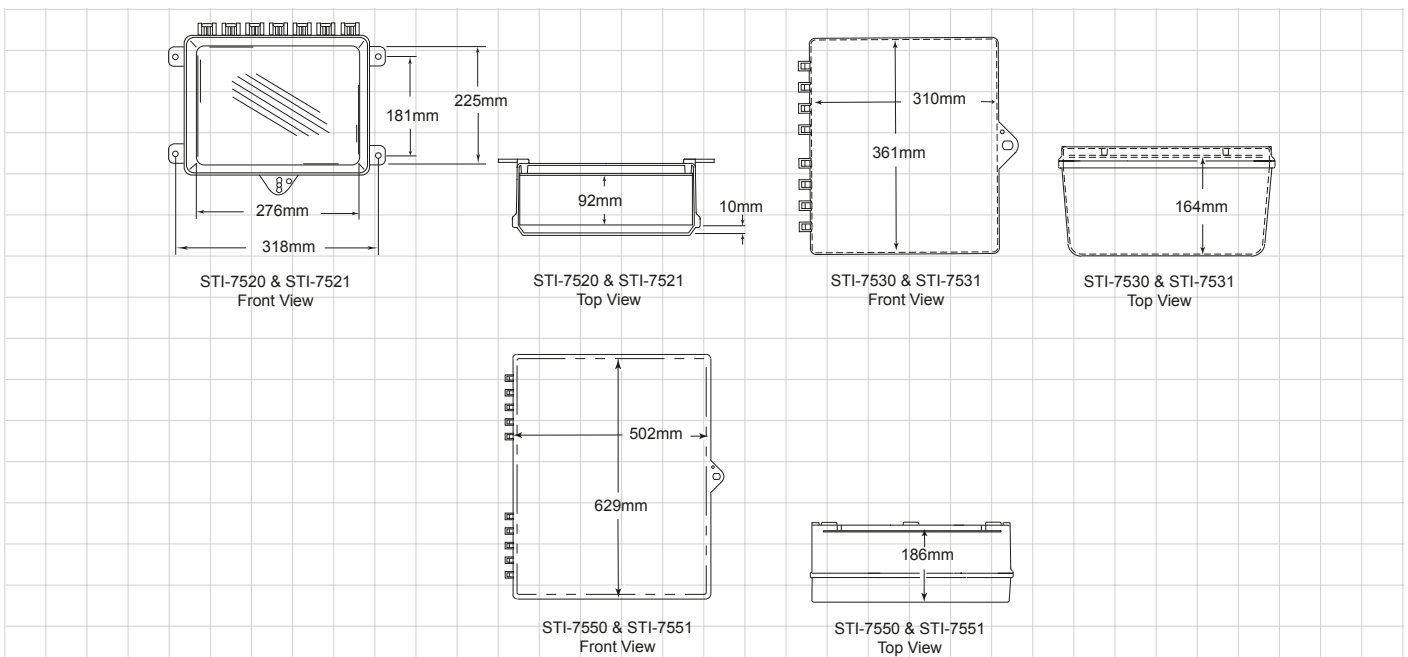 225mm
181mm
276mm
318mm
STI-7520 & STI-7521
Front View
92mm
10mm
STI-7520 & STI-7521
Top View
310mm
361mm
STI-7530 & STI-7531
Front View
164mm
STI-7530 & STI-7531
Top View
502mm
629mm
STI-7550 & STI-7551
Front View
186mm
STI-7550 & STI-7551
Top View